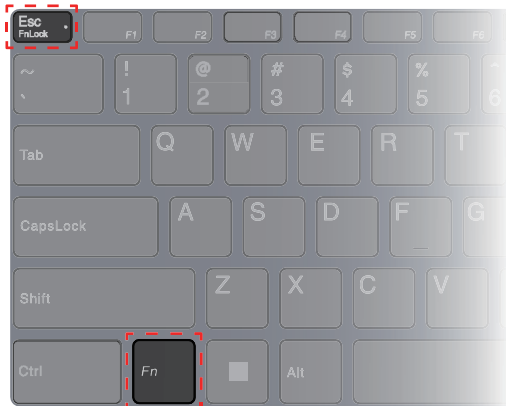 Esc
FnLock
F1 F2 F3 F4 F5 F6
~ ! @ # $ % ^
` 1 2 3 4 5 6
Tab Q W E R T
CapsLock A S D F G
Shift Z X C V
Ctrl Fn Alt